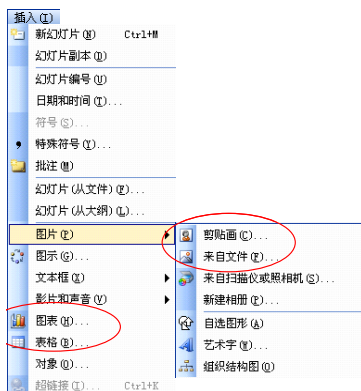 插入(I)
新幻灯片(N) Ctrl+M
幻灯片副本(D)
幻灯片编号(U)
日期和时间(T)...
符号(S)...
特殊符号(Y)...
批注(M)
幻灯片(从文件)(F)...
幻灯片(从大纲)(L)...
图片(P)
图示(G)...
文本框(X)
影片和声音(V)
图表(H)...
表格(B)...
对象(O)...
超链接(I)... Ctrl+K
剪贴画(C)...
来自文件(F)...
来自扫描仪或照相机(S)...
新建相册(P)...
自选图形(A)
艺术字(W)...
组织结构图(O)